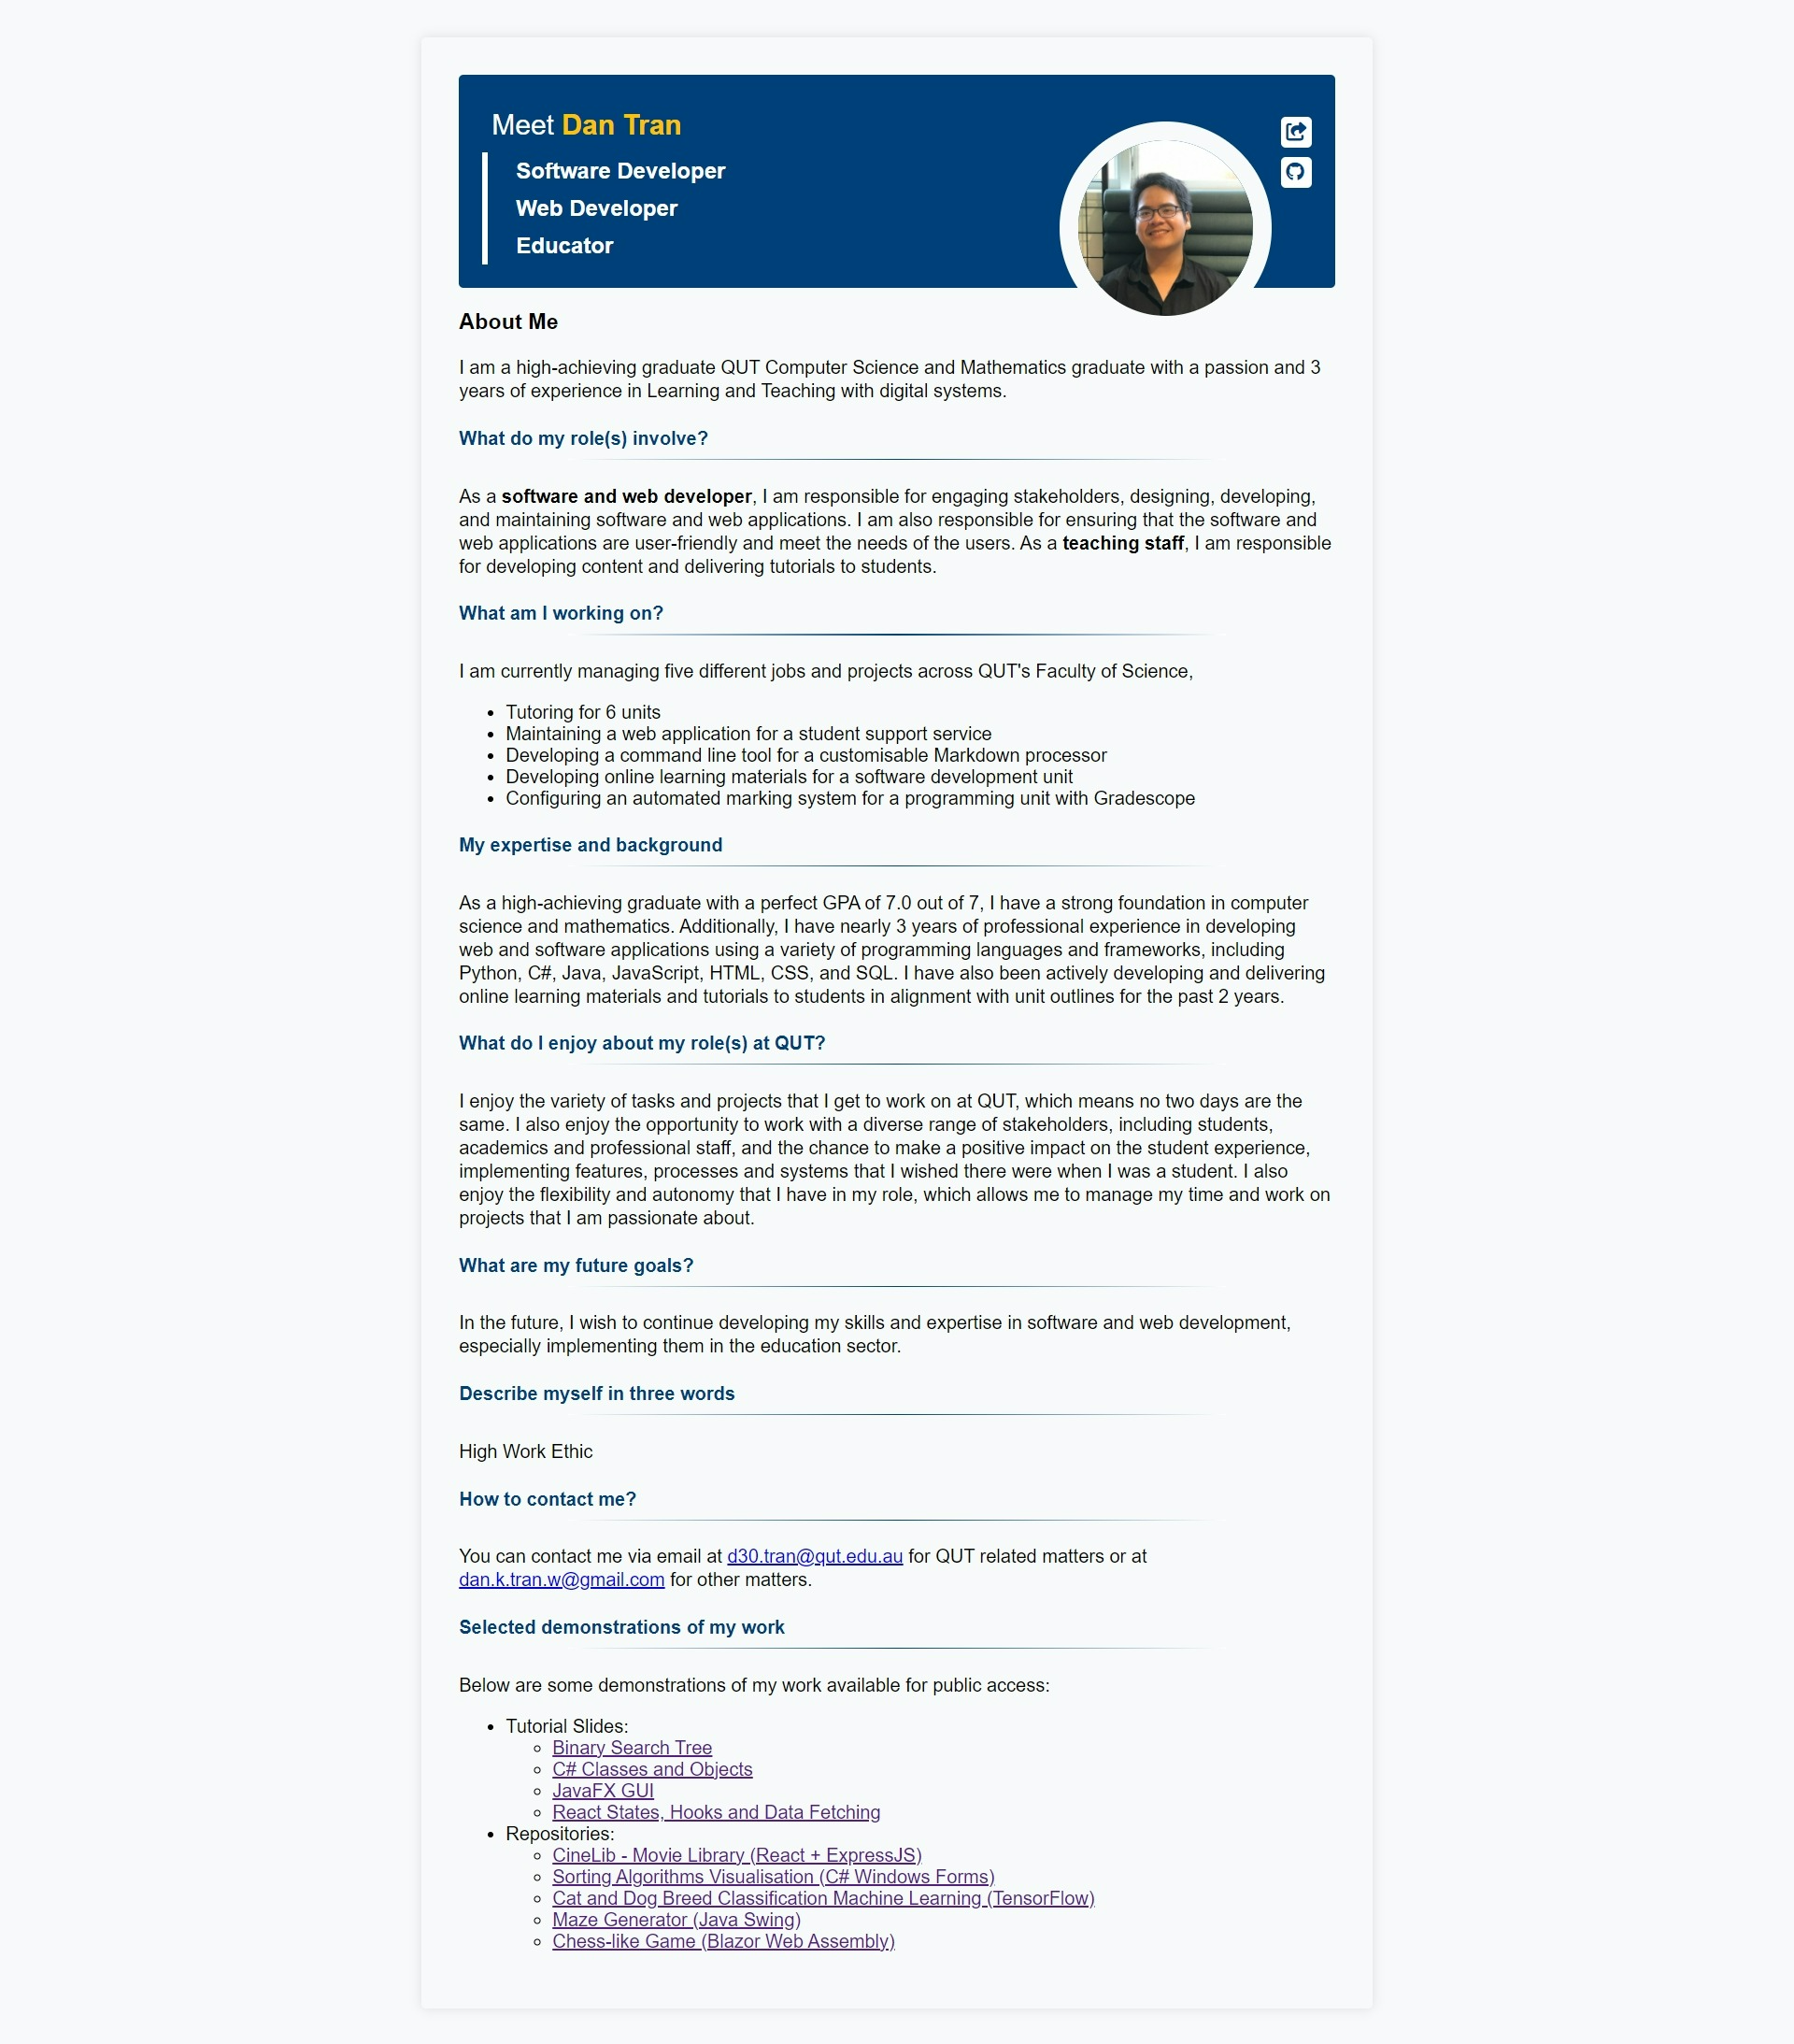 Meet Dan Tran
Software Developer
Web Developer
Educator
About Me
I am a high-achieving graduate QUT Computer Science and Mathematics graduate with a passion and 3
years of experience in Learning and Teaching with digital systems.
What do my role(s) involve?
As a software and web developer, I am responsible for engaging stakeholders, designing, developing,
and maintaining software and web applications. I am also responsible for ensuring that the software and
web applications are user-friendly and meet the needs of the users. As a teaching staff, I am responsible
for developing content and delivering tutorials to students.
What am I working on?
I am currently managing five different jobs and projects across QUT's Faculty of Science,
• Tutoring for 6 units
• Maintaining a web application for a student support service
• Developing a command line tool for a customisable Markdown processor
• Developing online learning materials for a software development unit
• Configuring an automated marking system for a programming unit with Gradescope
My expertise and background
As a high-achieving graduate with a perfect GPA of 7.0 out of 7, I have a strong foundation in computer
science and mathematics. Additionally, I have nearly 3 years of professional experience in developing
web and software applications using a variety of programming languages and frameworks, including
Python, C#, Java, JavaScript, HTML, CSS, and SQL. I have also been actively developing and delivering
online learning materials and tutorials to students in alignment with unit outlines for the past 2 years.
What do I enjoy about my role(s) at QUT?
I enjoy the variety of tasks and projects that I get to work on at QUT, which means no two days are the
same. I also enjoy the opportunity to work with a diverse range of stakeholders, including students,
academics and professional staff, and the chance to make a positive impact on the student experience,
implementing features, processes and systems that I wished there were when I was a student. I also
enjoy the flexibility and autonomy that I have in my role, which allows me to manage my time and work on
projects that I am passionate about.
What are my future goals?
In the future, I wish to continue developing my skills and expertise in software and web development,
especially implementing them in the education sector.
Describe myself in three words
High Work Ethic
How to contact me?
You can contact me via email at d30.tran@qut.edu.au for QUT related matters or at
dan.k.tran.w@gmail.com for other matters.
Selected demonstrations of my work
Below are some demonstrations of my work available for public access:
• Tutorial Slides:
◦ Binary Search Tree
◦ C# Classes and Objects
◦ JavaFX GUI
◦ React States, Hooks and Data Fetching
• Repositories:
◦ CineLib - Movie Library (React + ExpressJS)
◦ Sorting Algorithms Visualisation (C# Windows Forms)
◦ Cat and Dog Breed Classification Machine Learning (TensorFlow)
◦ Maze Generator (Java Swing)
◦ Chess-like Game (Blazor Web Assembly)